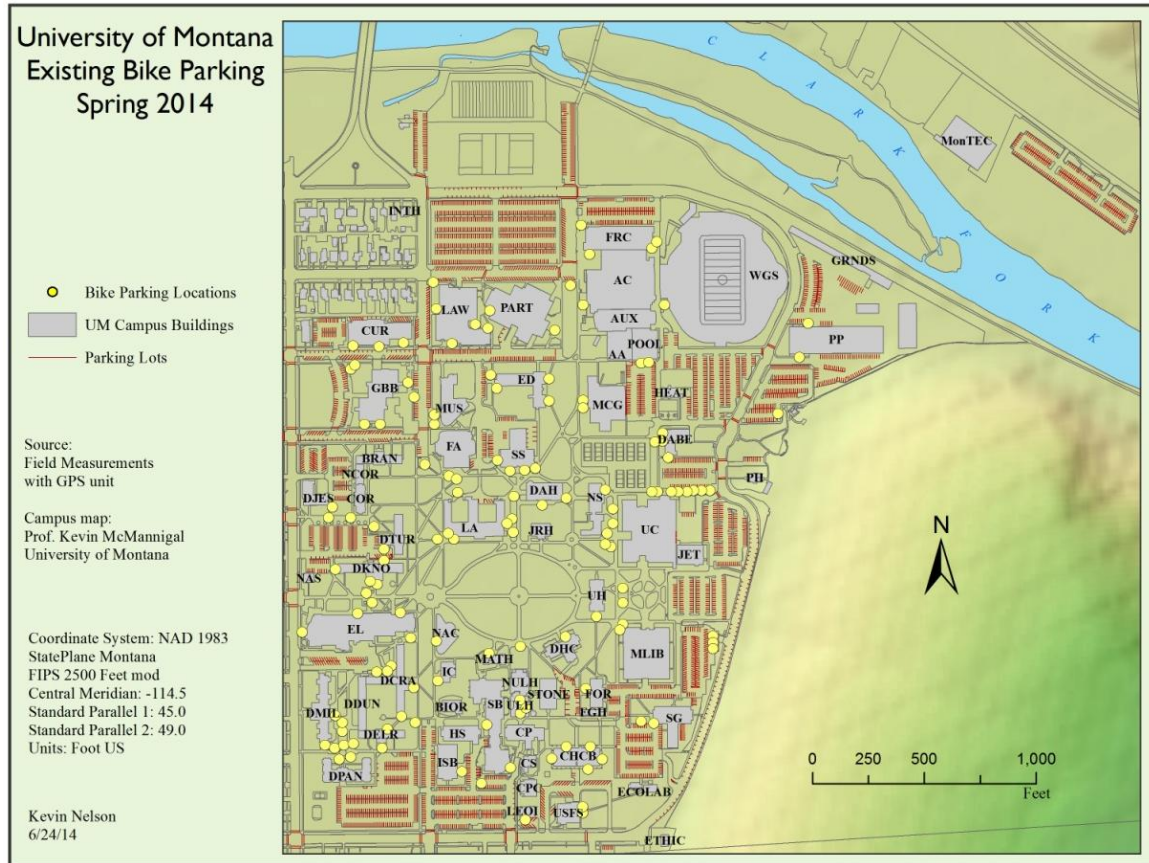 University of Montana
Existing Bike Parking
Spring 2014
Bike Parking Locations
UM Campus Buildings
Parking Lots
Source:
Field Measurements
with GPS unit
Campus map:
Prof. Kevin McMannigal
University of Montana
Coordinate System: NAD 1983
StatePlane Montana
FIPS 2500 Feet mod
Central Meridian: -114.5
Standard Parallel 1: 45.0
Standard Parallel 2: 49.0
Units: Foot US
Kevin Nelson
6/24/14
CLARK FORK
MonTEC
INTH
FRC
GRNDS
WGS
AC
LAW
PART
AUX
CUR
POOL
PP
AA
ED
GBB
HEAT
MCG
MUS
FA
DABE
SS
BRAN
NCOR
PH
DJES
COR
DAH
NS
LA
JRH
UC
DTUR
JET
DKNO
NAS
UH
EL
NAC
DHC
MLIB
MATH
IC
DCRA
NULH
STONE
FOR
DDUN
SB
ULH
DMIL
BIOR
FGH
SG
DELR
HS
CP
ISB
CS
CHCB
DPAN
CPC
ECOLAB
LEOI
USFS
ETHIC
N
0 500 1,000
Feet